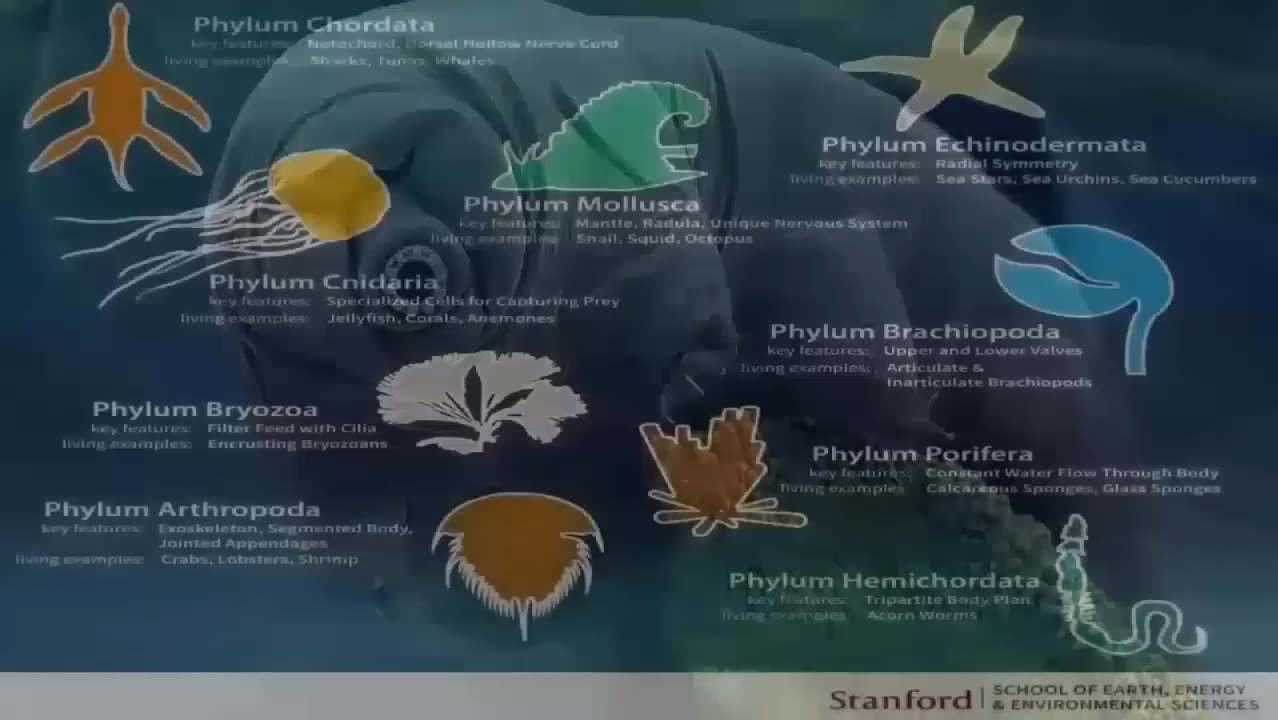 Phylum Chordata
key features: Notochord, Dorsal Hollow Nerve Cord
living examples: Sharks, Tunas, Whales
Phylum Echinodermata
key features: Radial Symmetry
living examples: Sea Stars, Sea Urchins, Sea Cucumbers
Phylum Mollusca
key features: Mantle, Radula, Unique Nervous System
living examples: Snail, Squid, Octopus
Phylum Cnidaria
key features: Specialized Cells for Capturing Prey
living examples: Jellyfish, Corals, Anemones
Phylum Brachiopoda
key features: Upper and Lower Valves
living examples: Articulate &
Inarticulate Brachiopods
Phylum Bryozoa
key features: Filter Feed with Cilia
living examples: Encrusting Bryozoans
Phylum Porifera
key features: Constant Water Flow Through Body
living examples: Calcareous Sponges, Glass Sponges
Phylum Arthropoda
key features: Exoskeleton, Segmented Body,
Jointed Appendages
living examples: Crabs, Lobsters, Shrimp
Phylum Hemichordata
key features: Tripartite Body Plan
living examples: Acorn Worms
Stanford
SCHOOL OF EARTH, ENERGY
& ENVIRONMENTAL SCIENCES